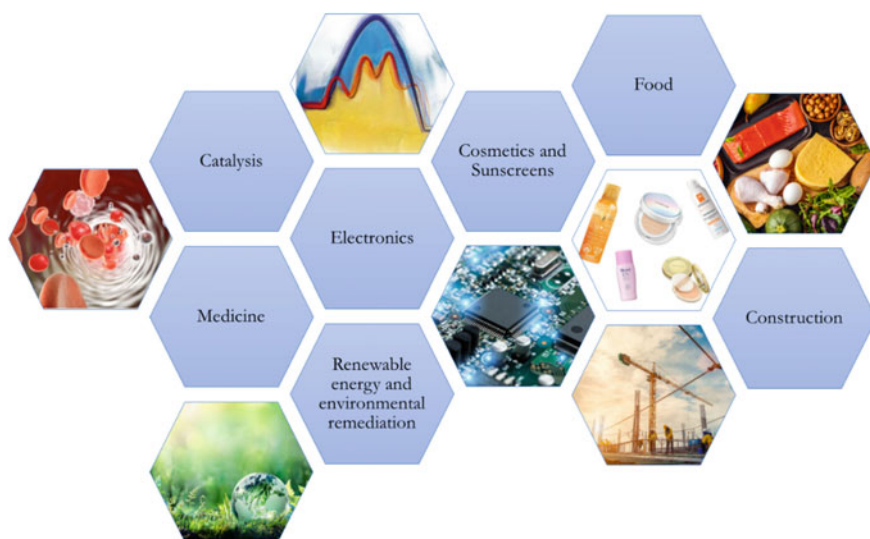 Food
Catalysis
Cosmetics and
Sunscreens
Electronics
Medicine
Construction
Renewable
energy and
environmental
remediation